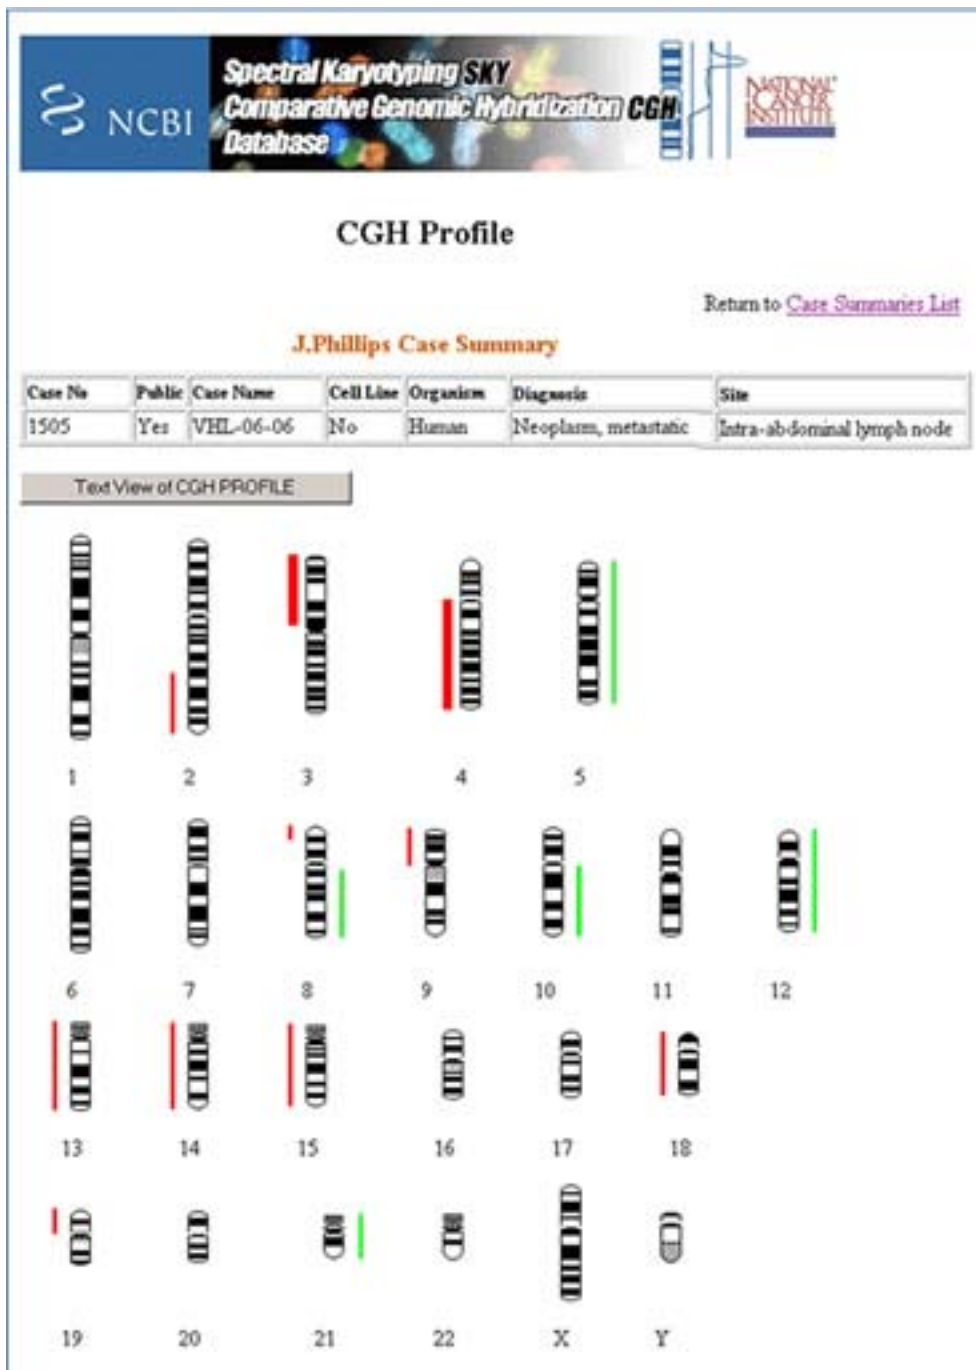 NCBI
Spectral Karyotyping SKY
Comparative Genomic Hybridization CGH
Database
NATIONAL
CANCER
INSTITUTE
CGH Profile
Return to Case Summaries List
J.Phillips Case Summary
Case No Public Case Name Cell Line Organism Diagnosis Site
1505 Yes VHL-06-06 No Human Neoplasm, metastatic Intra-abdominal lymph node
Text View of CGH PROFILE
1 2 3 4 5
6 7 8 9 10 11 12
13 14 15 16 17 18
19 20 21 22 X Y